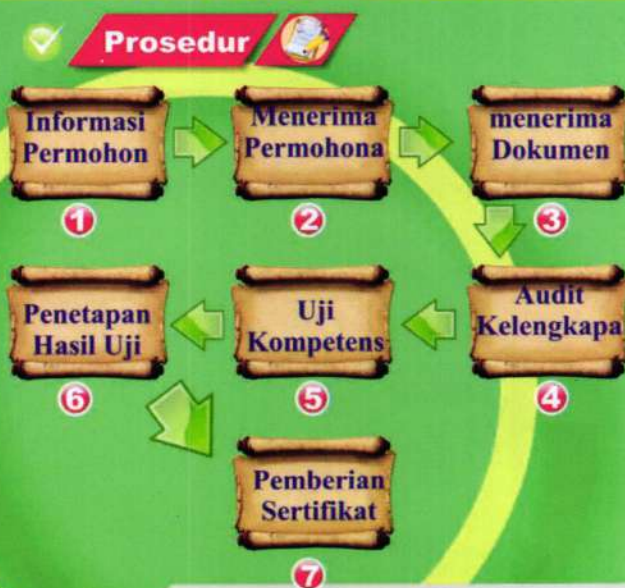 Prosedur
Informasi
Permohon
1
Menerima
Permohona
2
menerima
Dokumen
3
Audit
Kelengkapa
4
Uji
Kompetens
5
Penetapan
Hasil Uji
6
Pemberian
Sertifikat
7